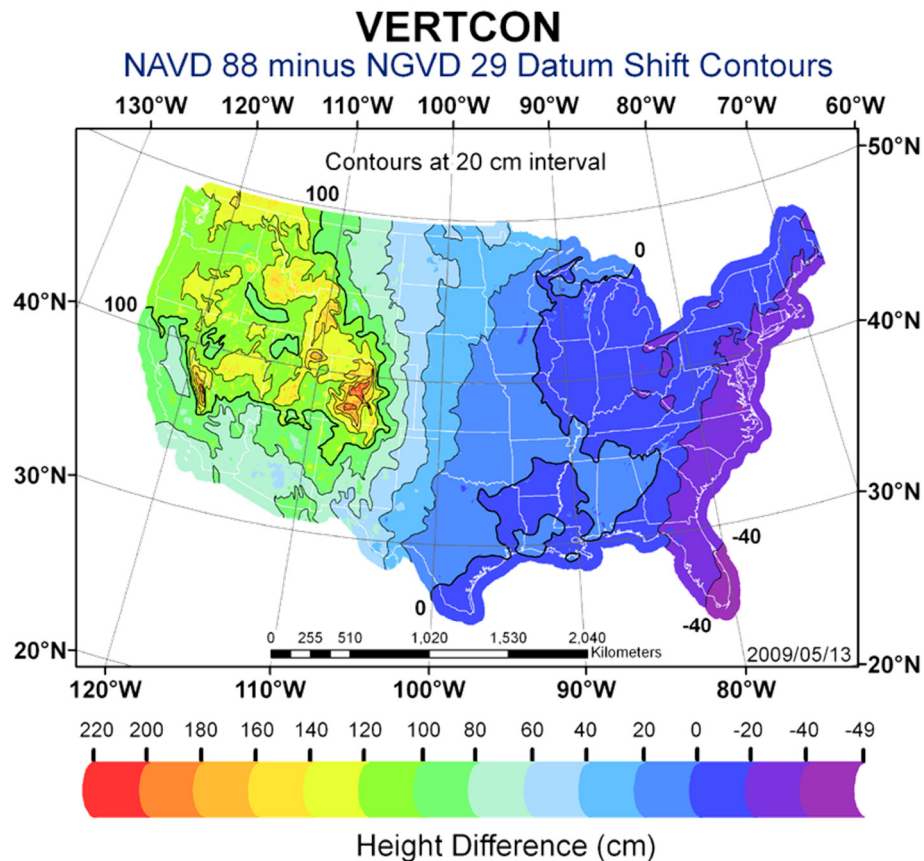 VERTCON
NAVD 88 minus NGVD 29 Datum Shift Contours
130°W 120°W 110°W 100°W 90°W 80°W 70°W 60°W
50°N
Contours at 20 cm interval
100
0
40°N
100
40°N
30°N
30°N
-40
0
-40
0 255 510 1,020 1,530 2,040
Kilometers
2009/05/13
20°N
20°N
120°W 110°W 100°W 90°W 80°W
220 200 180 160 140 120 100 80 60 40 20 0 -20 -40 -49
Height Difference (cm)